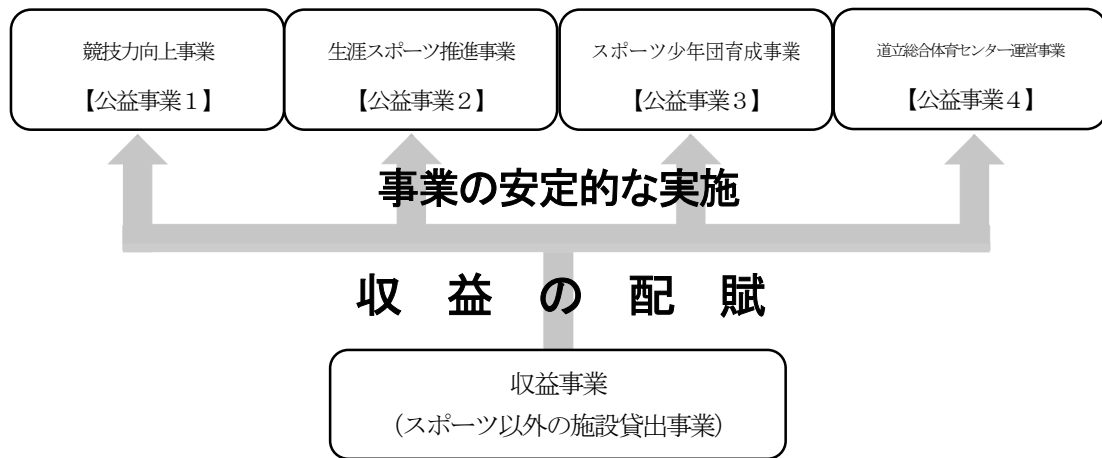 競技力向上事業
【公益事業１】
生涯スポーツ推進事業
【公益事業２】
スポーツ少年団育成事業
【公益事業３】
道立総合体育センター運営事業
【公益事業４】
事業の安定的な実施
収　益　の　配　賦
収益事業
（スポーツ以外の施設貸出事業）